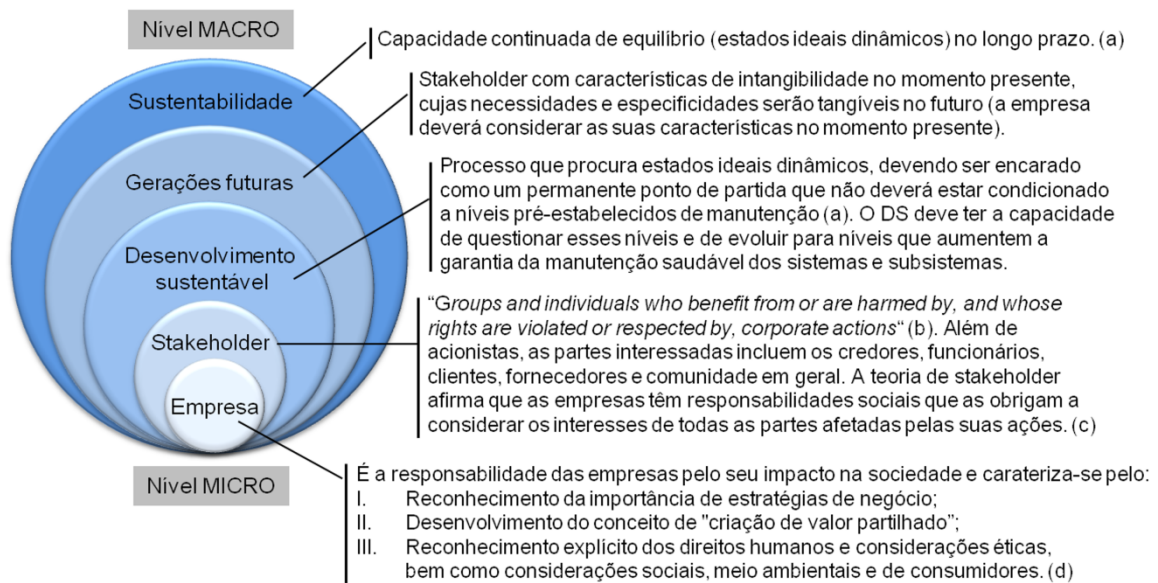 Nível MACRO
Sustentabilidade
Gerações futuras
Desenvolvimento
sustentável
Stakeholder
Empresa
Nível MICRO
Capacidade continuada de equilíbrio (estados ideais dinâmicos) no longo prazo. (a)
Stakeholder com características de intangibilidade no momento presente,
cujas necessidades e especificidades serão tangíveis no futuro (a empresa
deverá considerar as suas características no momento presente).
Processo que procura estados ideais dinâmicos, devendo ser encarado
como um permanente ponto de partida que não deverá estar condicionado
a níveis pré-estabelecidos de manutenção (a). O DS deve ter a capacidade
de questionar esses níveis e de evoluir para níveis que aumentem a
garantia da manutenção saudável dos sistemas e subsistemas.
“Groups and individuals who benefit from or are harmed by, and whose
rights are violated or respected by, corporate actions“ (b). Além de
acionistas, as partes interessadas incluem os credores, funcionários,
clientes, fornecedores e comunidade em geral. A teoria de stakeholder
afirma que as empresas têm responsabilidades sociais que as obrigam a
considerar os interesses de todas as partes afetadas pelas suas ações. (c)
É a responsabilidade das empresas pelo seu impacto na sociedade e carateriza-se pelo:
I. Reconhecimento da importância de estratégias de negócio;
II. Desenvolvimento do conceito de "criação de valor partilhado”;
III. Reconhecimento explícito dos direitos humanos e considerações éticas,
bem como considerações sociais, meio ambientais e de consumidores. (d)